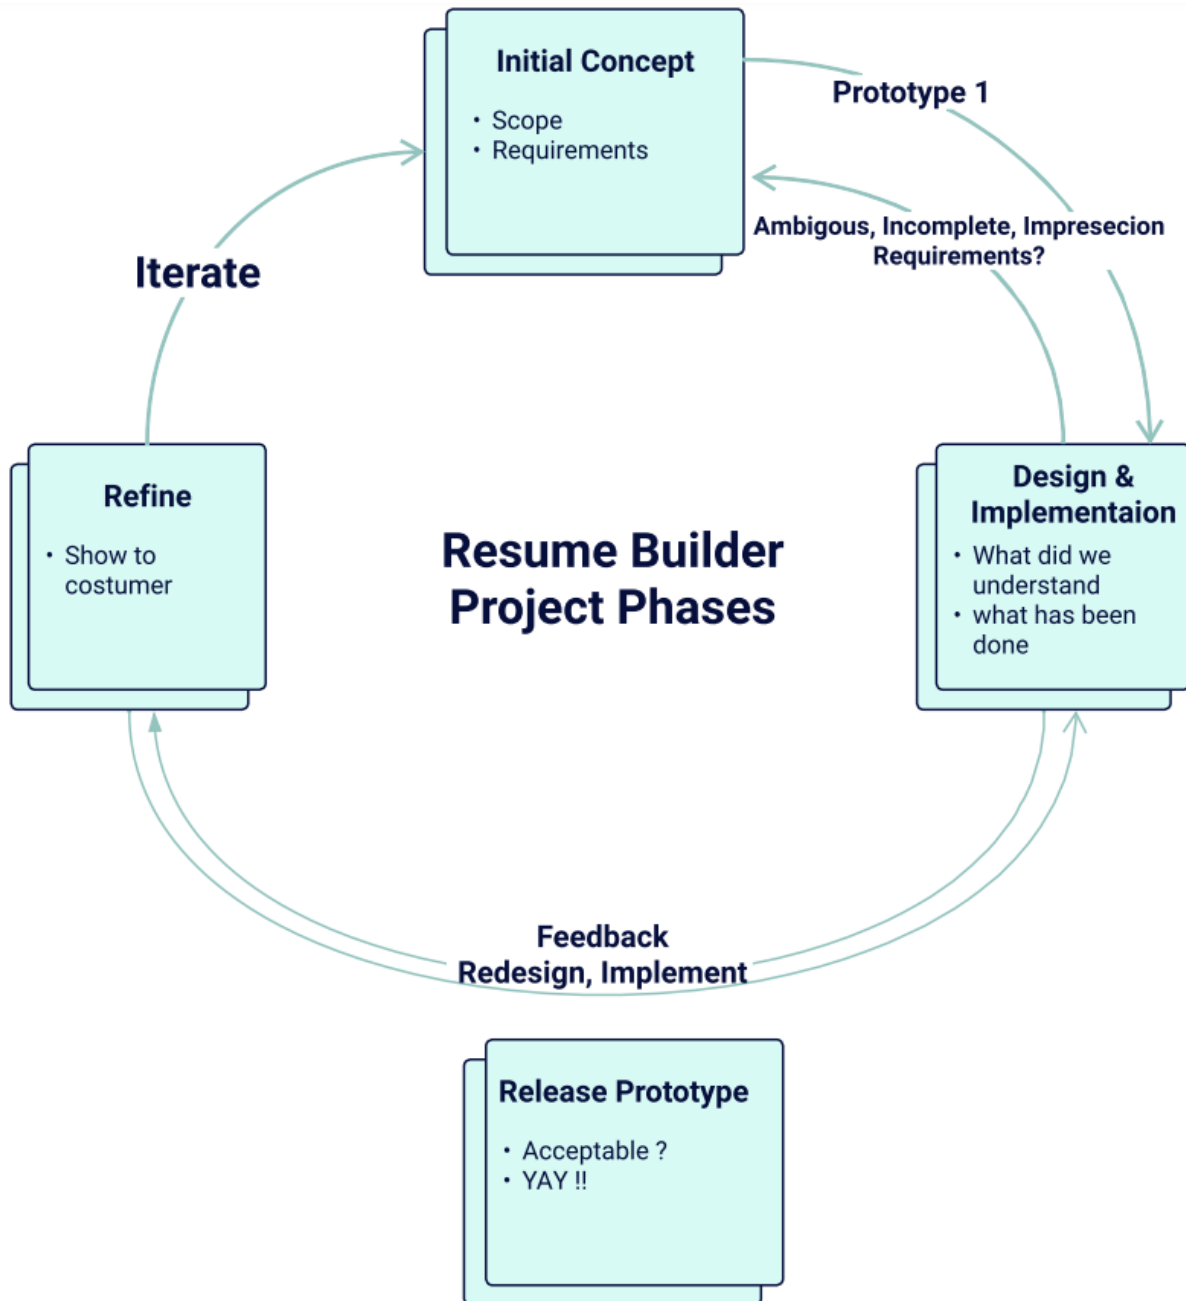 Initial Concept
• Scope
• Requirements
Prototype 1
Ambigous, Incomplete, Impresecion
Requirements?
Iterate
Refine
• Show to
costumer
Resume Builder
Project Phases
Design &
Implementaion
• What did we
understand
• what has been
done
Feedback
Redesign, Implement
Release Prototype
• Acceptable ?
• YAY !!